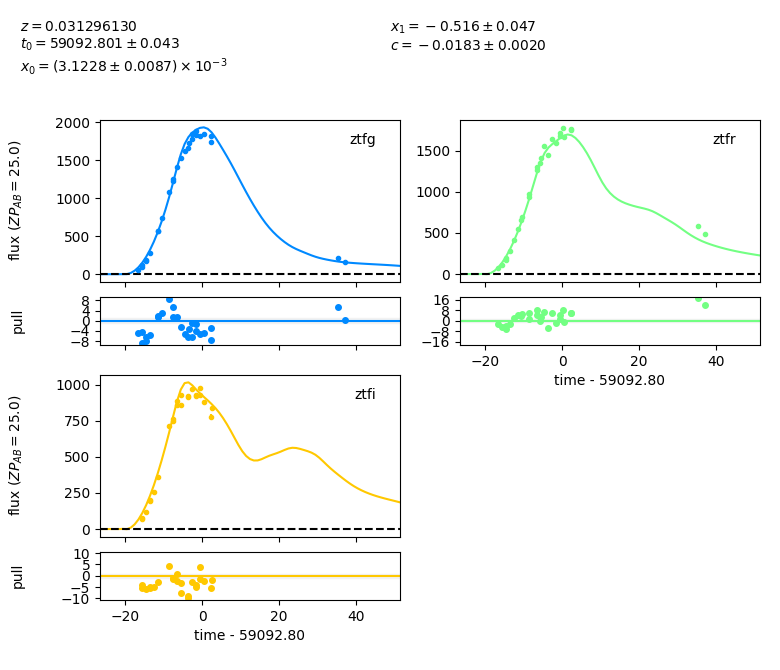 z = 0.031296130
t₀ = 59092.801 ± 0.043
x₀ = (3.1228 ± 0.0087) × 10⁻³
x₁ = −0.516 ± 0.047
c = −0.0183 ± 0.0020
flux (ZP_AB = 25.0)
2000
1500
1000
500
0
ztfg
pull
8
4
0
−4
−8
1500
1000
500
0
ztfr
16
8
0
−8
−16
−20 0 20 40
time - 59092.80
flux (ZP_AB = 25.0)
1000
750
500
250
0
ztfi
pull
10
5
0
−5
−10
−20 0 20 40
time - 59092.80